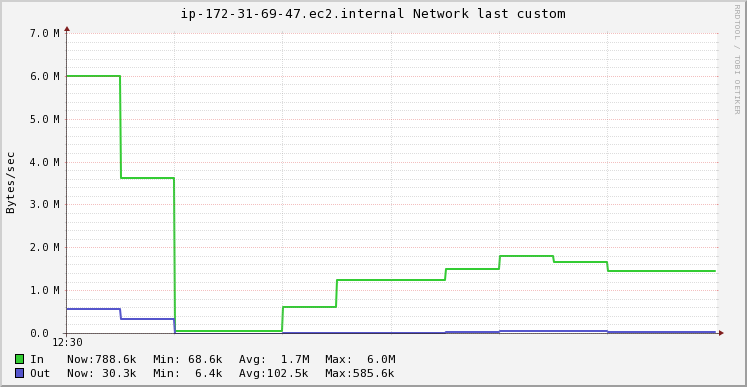 ip-172-31-69-47.ec2.internal Network last custom
RRDTOOL / TOBI OETIKER
Bytes/sec
7.0 M
6.0 M
5.0 M
4.0 M
3.0 M
2.0 M
1.0 M
0.0
12:30
In Now:788.6k Min: 68.6k Avg: 1.7M Max: 6.0M
Out Now: 30.3k Min: 6.4k Avg:102.5k Max:585.6k